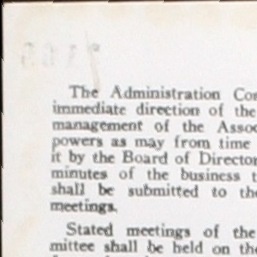 The Administration Co
immediate direction of the
management of the Assoc
powers as may from time
it by the Board of Director
minutes of the business t
shall be submitted to the
meetings.
Stated meetings of the
mittee shall be held on the